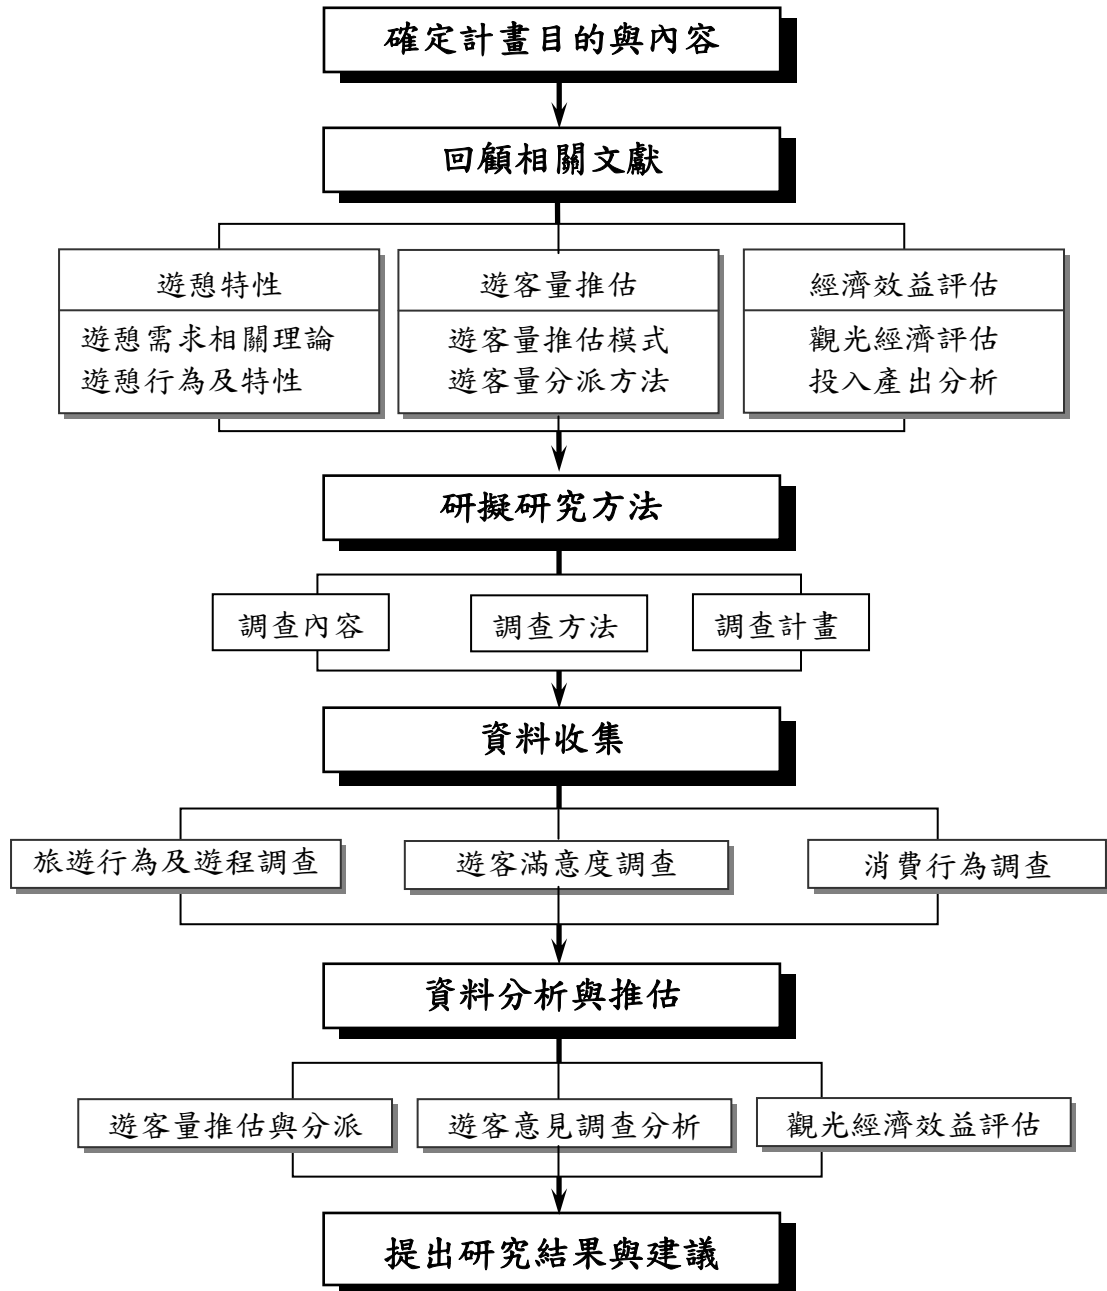 確定計畫目的與內容
回顧相關文獻
遊憩特性
遊憩需求相關理論
遊憩行為及特性
遊客量推估
遊客量推估模式
遊客量分派方法
經濟效益評估
觀光經濟評估
投入產出分析
研擬研究方法
調查內容
調查方法
調查計畫
資料收集
旅遊行為及遊程調查
遊客滿意度調查
消費行為調查
資料分析與推估
遊客量推估與分派
遊客意見調查分析
觀光經濟效益評估
提出研究結果與建議